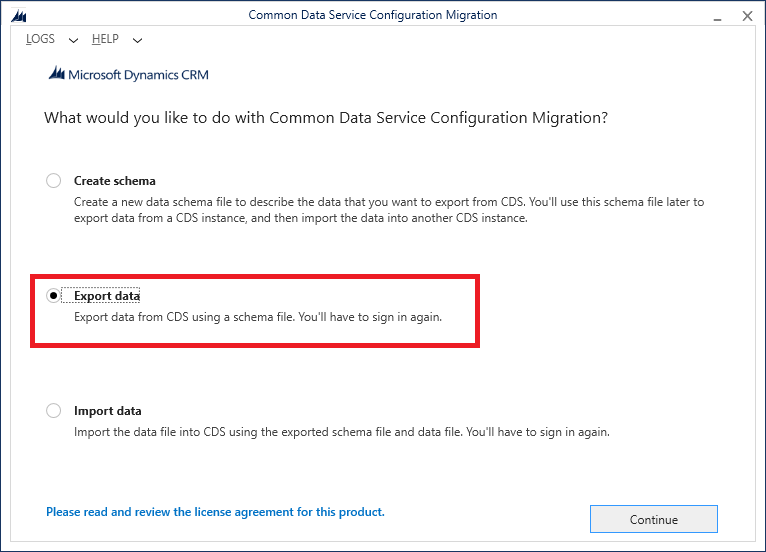 Common Data Service Configuration Migration
LOGS HELP
Microsoft Dynamics CRM
What would you like to do with Common Data Service Configuration Migration?
Create schema
Create a new data schema file to describe the data that you want to export from CDS. You'll use this schema file later to
export data from a CDS instance, and then import the data into another CDS instance.
Export data
Export data from CDS using a schema file. You'll have to sign in again.
Import data
Import the data file into CDS using the exported schema file and data file. You'll have to sign in again.
Please read and review the license agreement for this product.
Continue